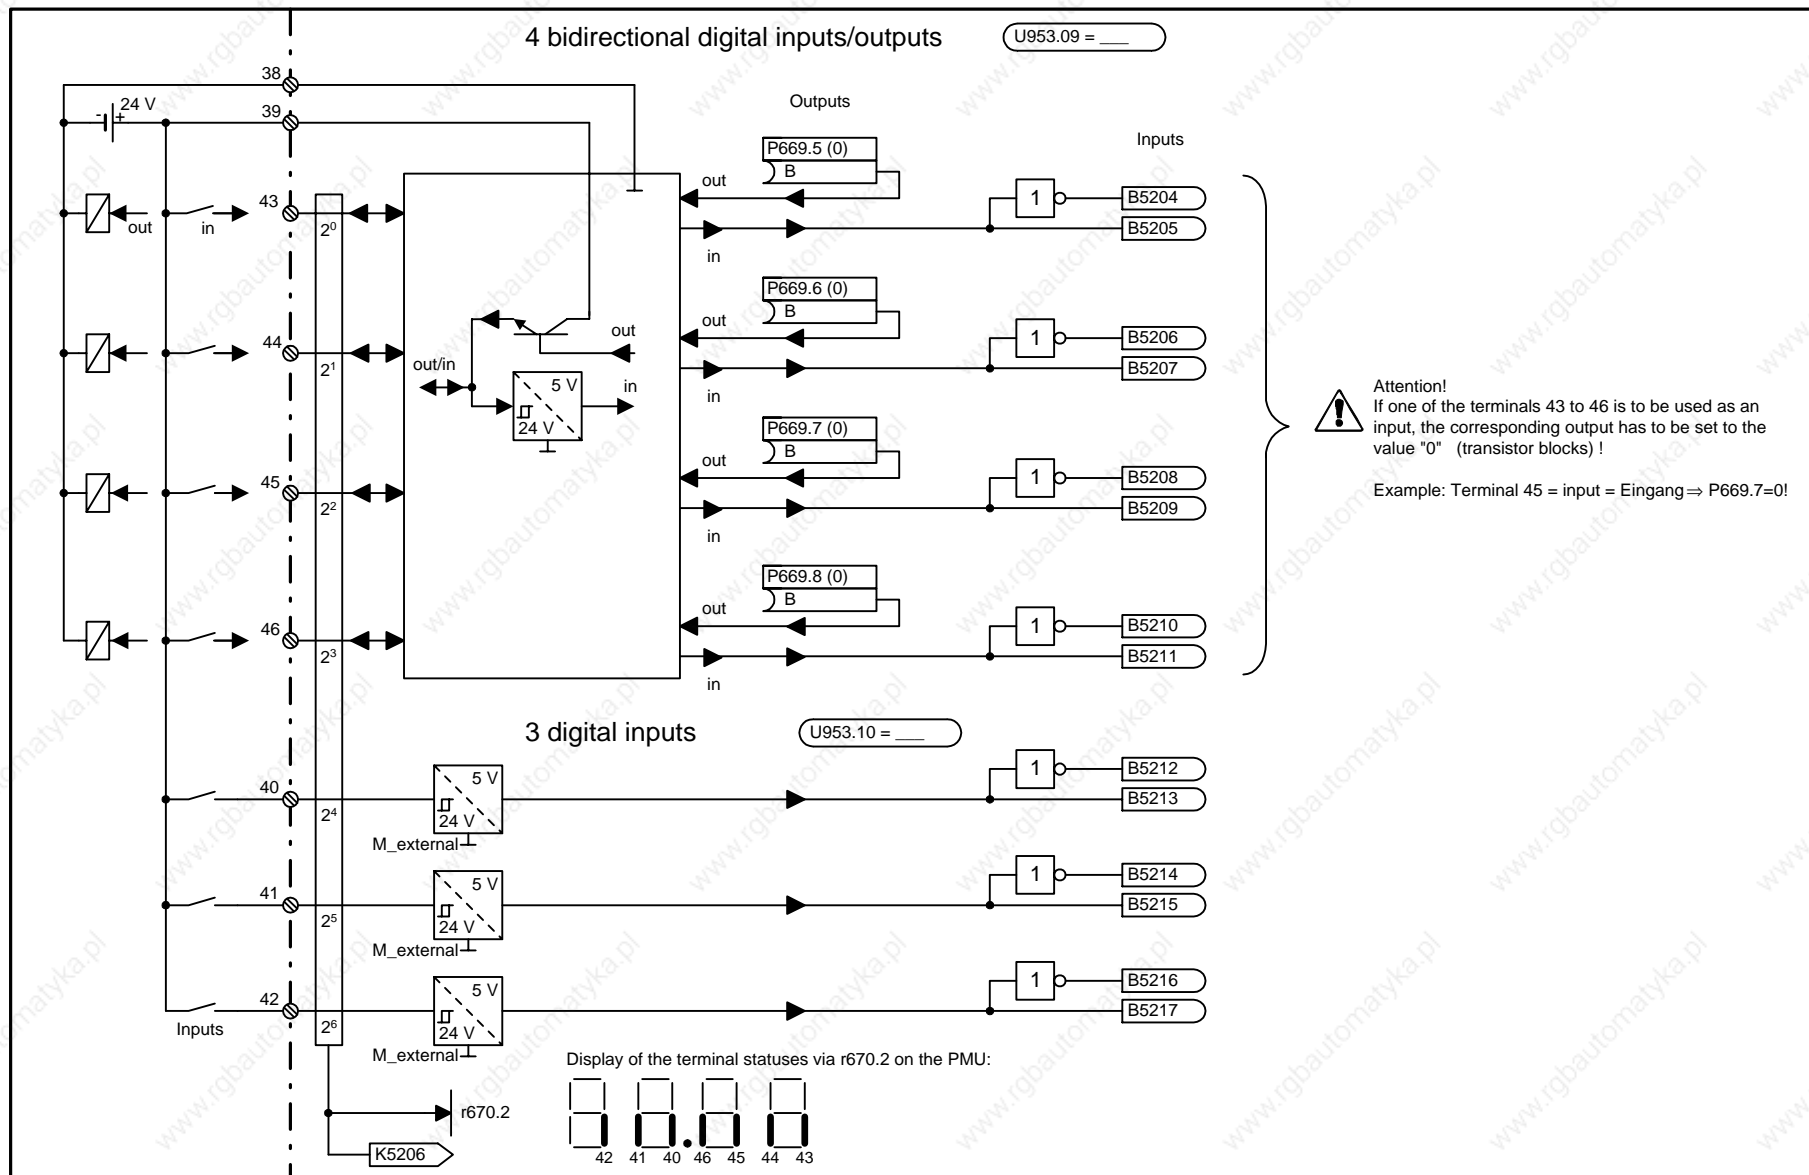 4 bidirectional digital inputs/outputs
U953.09 = ___
38
24 V
- +
39
Outputs
Inputs
P669.5 (0)
B
out
in
43
2⁰
out
in
1
B5204
B5205
P669.6 (0)
B
44
2¹
out
in
1
B5206
B5207
out/in
out
in
5 V
24 V
P669.7 (0)
B
45
2²
out
in
1
B5208
B5209
P669.8 (0)
B
46
2³
out
in
1
B5210
B5211
Attention!
If one of the terminals 43 to 46 is to be used as an
input, the corresponding output has to be set to the
value "0" (transistor blocks) !
Example: Terminal 45 = input = Eingang ⇒ P669.7=0!
3 digital inputs
U953.10 = ___
40
2⁴
5 V
24 V
M_external
1
B5212
B5213
41
2⁵
5 V
24 V
M_external
1
B5214
B5215
42
Inputs
2⁶
5 V
24 V
M_external
1
B5216
B5217
Display of the terminal statuses via r670.2 on the PMU:
r670.2
K5206
42 41 40 46 45 44 43
www.rgbautomatyka.pl